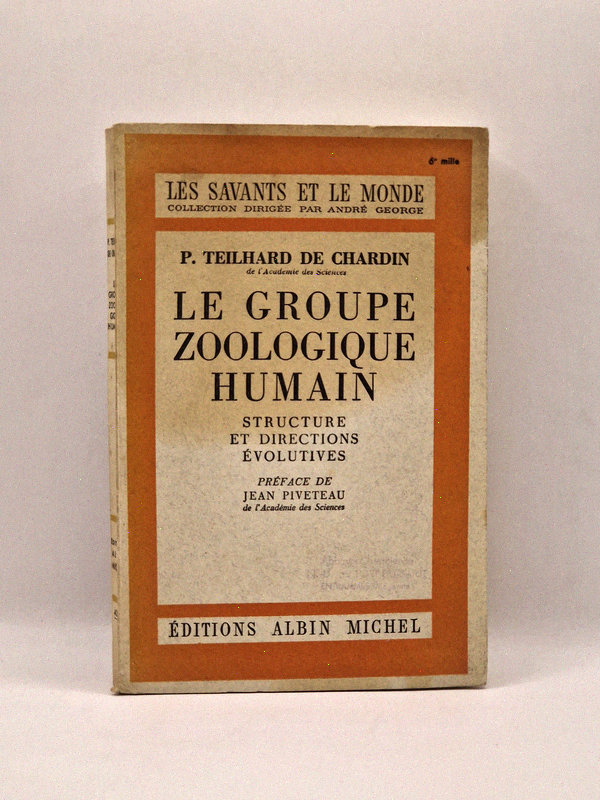 6e mille
LES SAVANTS ET LE MONDE
COLLECTION DIRIGÉE PAR ANDRÉ GEORGE
P. TEILHARD DE CHARDIN
de l'Académie des Sciences
LE GROUPE
ZOOLOGIQUE
HUMAIN
STRUCTURE
ET DIRECTIONS
ÉVOLUTIVES
PRÉFACE DE
JEAN PIVETEAU
de l'Académie des Sciences
ÉDITIONS ALBIN MICHEL